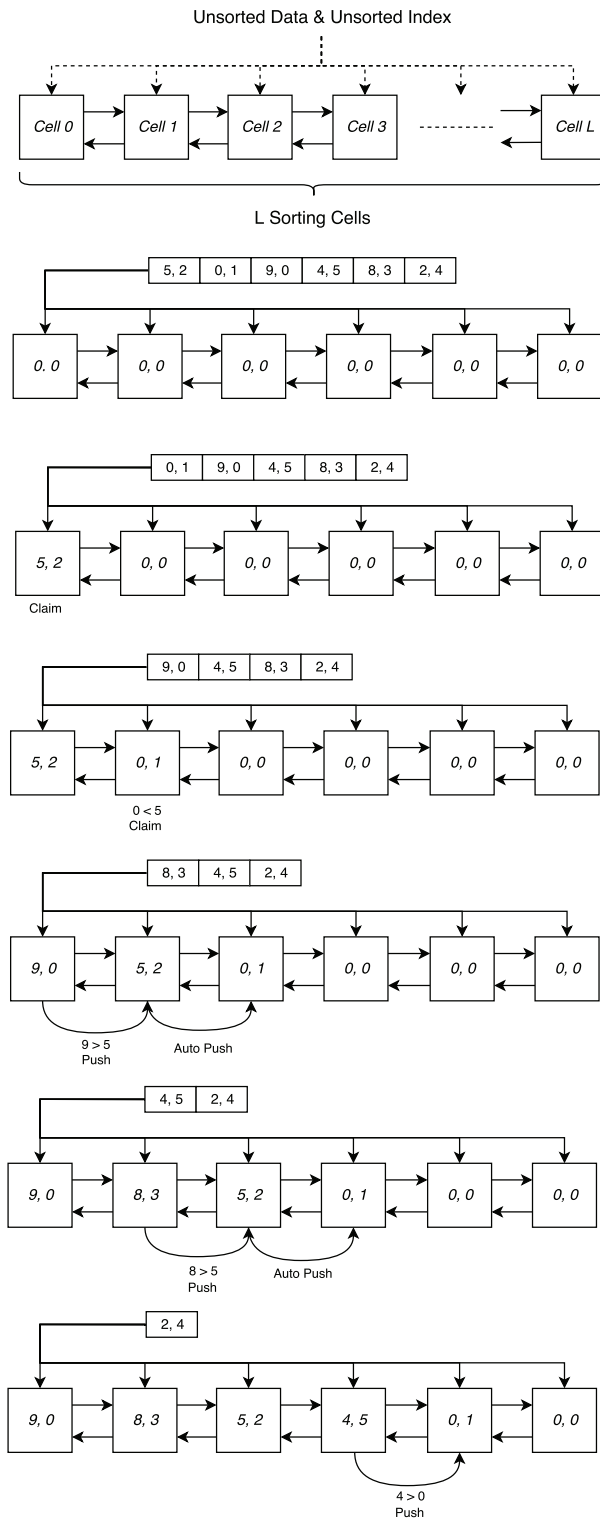 Unsorted Data & Unsorted Index
Cell 0 Cell 1 Cell 2 Cell 3 Cell L
L Sorting Cells
5, 2 0, 1 9, 0 4, 5 8, 3 2, 4
0. 0 0, 0 0, 0 0, 0 0, 0 0, 0
0, 1 9, 0 4, 5 8, 3 2, 4
5, 2 0, 0 0, 0 0, 0 0, 0 0, 0
Claim
9, 0 4, 5 8, 3 2, 4
5, 2 0, 1 0, 0 0, 0 0, 0 0, 0
0 < 5
Claim
8, 3 4, 5 2, 4
9, 0 5, 2 0, 1 0, 0 0, 0 0, 0
9 > 5
Push
Auto Push
4, 5 2, 4
9, 0 8, 3 5, 2 0, 1 0, 0 0, 0
8 > 5
Push
Auto Push
2, 4
9, 0 8, 3 5, 2 4, 5 0, 1 0, 0
4 > 0
Push